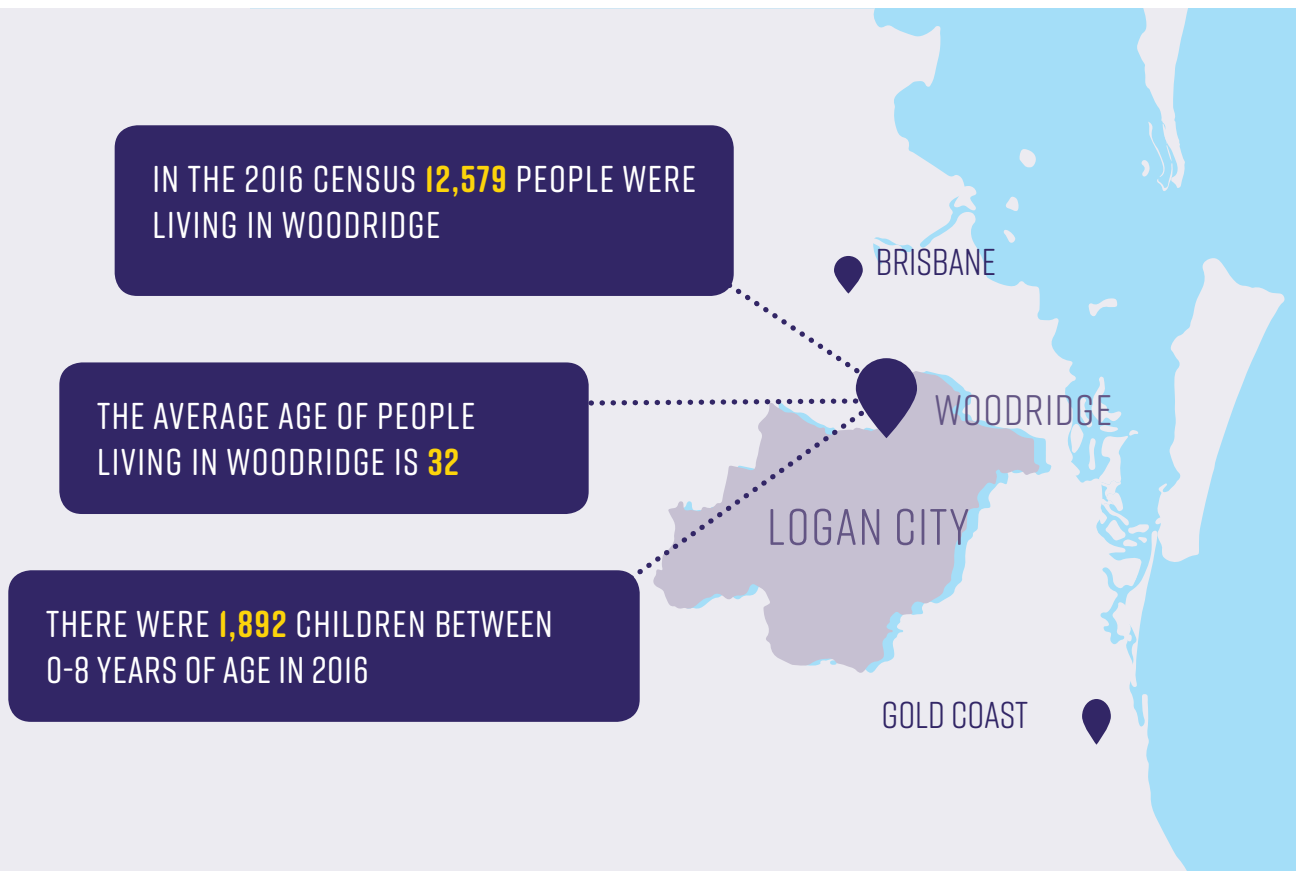 IN THE 2016 CENSUS 12,579 PEOPLE WERE
LIVING IN WOODRIDGE
BRISBANE
THE AVERAGE AGE OF PEOPLE
LIVING IN WOODRIDGE IS 32
WOODRIDGE
LOGAN CITY
THERE WERE 1,892 CHILDREN BETWEEN
0-8 YEARS OF AGE IN 2016
GOLD COAST